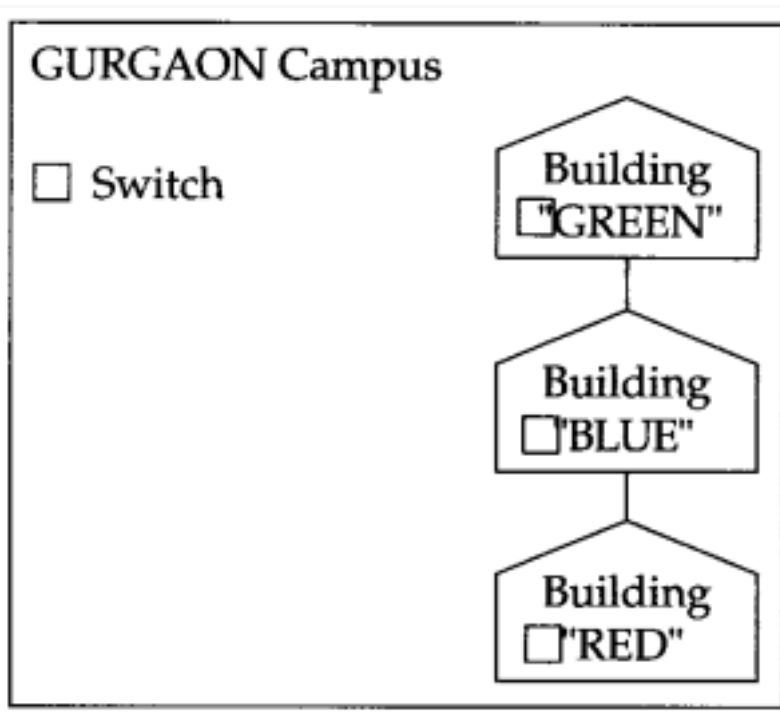 GURGAON Campus
Switch
Building
"GREEN"
Building
"BLUE"
Building
"RED"